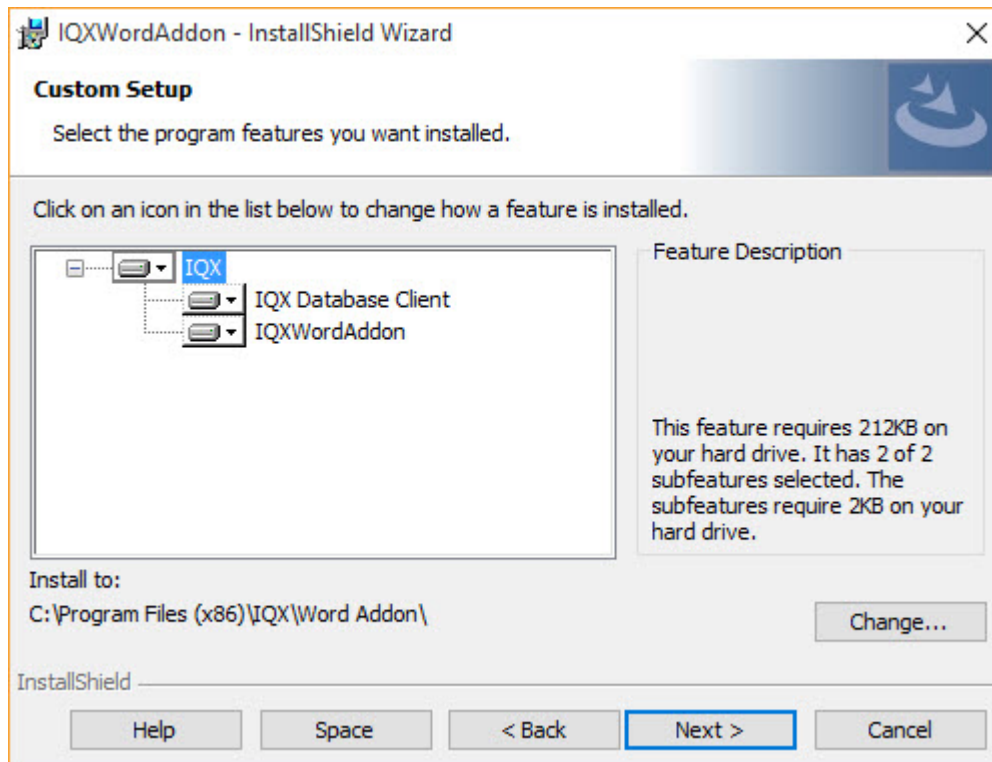 IQXWordAddon - InstallShield Wizard
Custom Setup
Select the program features you want installed.
Click on an icon in the list below to change how a feature is installed.
IQX
IQX Database Client
IQXWordAddon
Feature Description
This feature requires 212KB on
your hard drive. It has 2 of 2
subfeatures selected. The
subfeatures require 2KB on your
hard drive.
Install to:
C:\Program Files (x86)\IQX\Word Addon\
Change...
InstallShield
Help
Space
< Back
Next >
Cancel